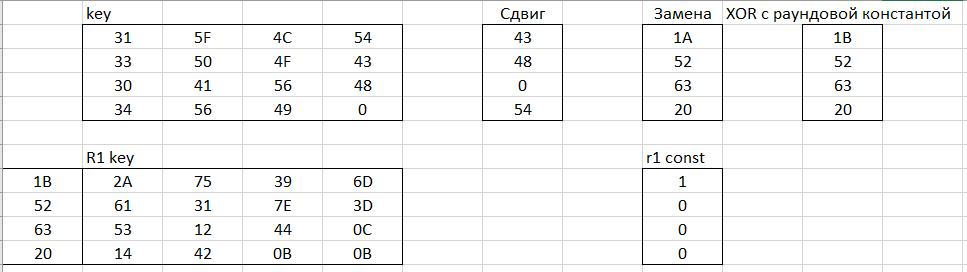 key Сдвиг Замена XOR с раундовой константой
31 5F 4C 54 43 1A 1B
33 50 4F 43 48 52 52
30 41 56 48 0 63 63
34 56 49 0 54 20 20
R1 key r1 const
1B 2A 75 39 6D 1
52 61 31 7E 3D 0
63 53 12 44 0C 0
20 14 42 0B 0B 0